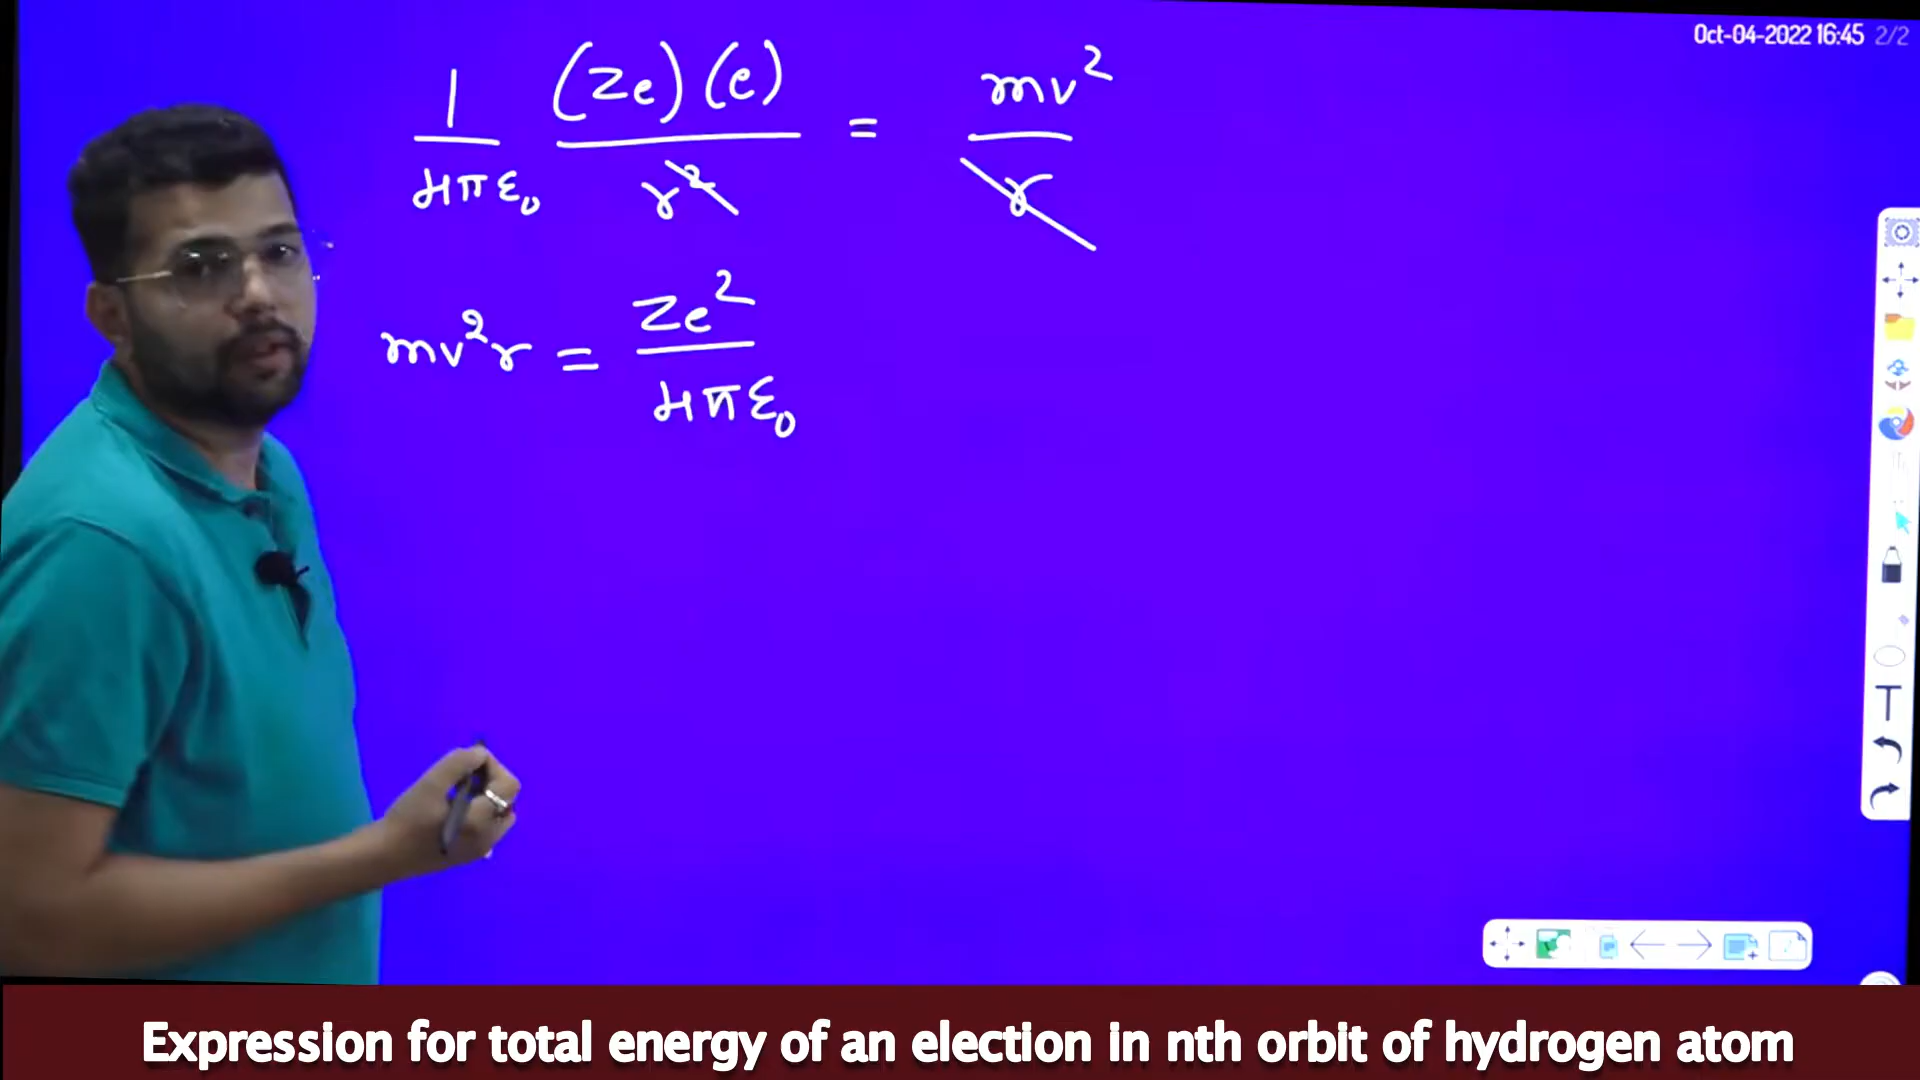 Oct-04-2022 16:45 2/2
1/4πε₀ (Ze)(e)/r² = mv²/r
mv²r = Ze²/4πε₀
T
Expression for total energy of an election in nth orbit of hydrogen atom